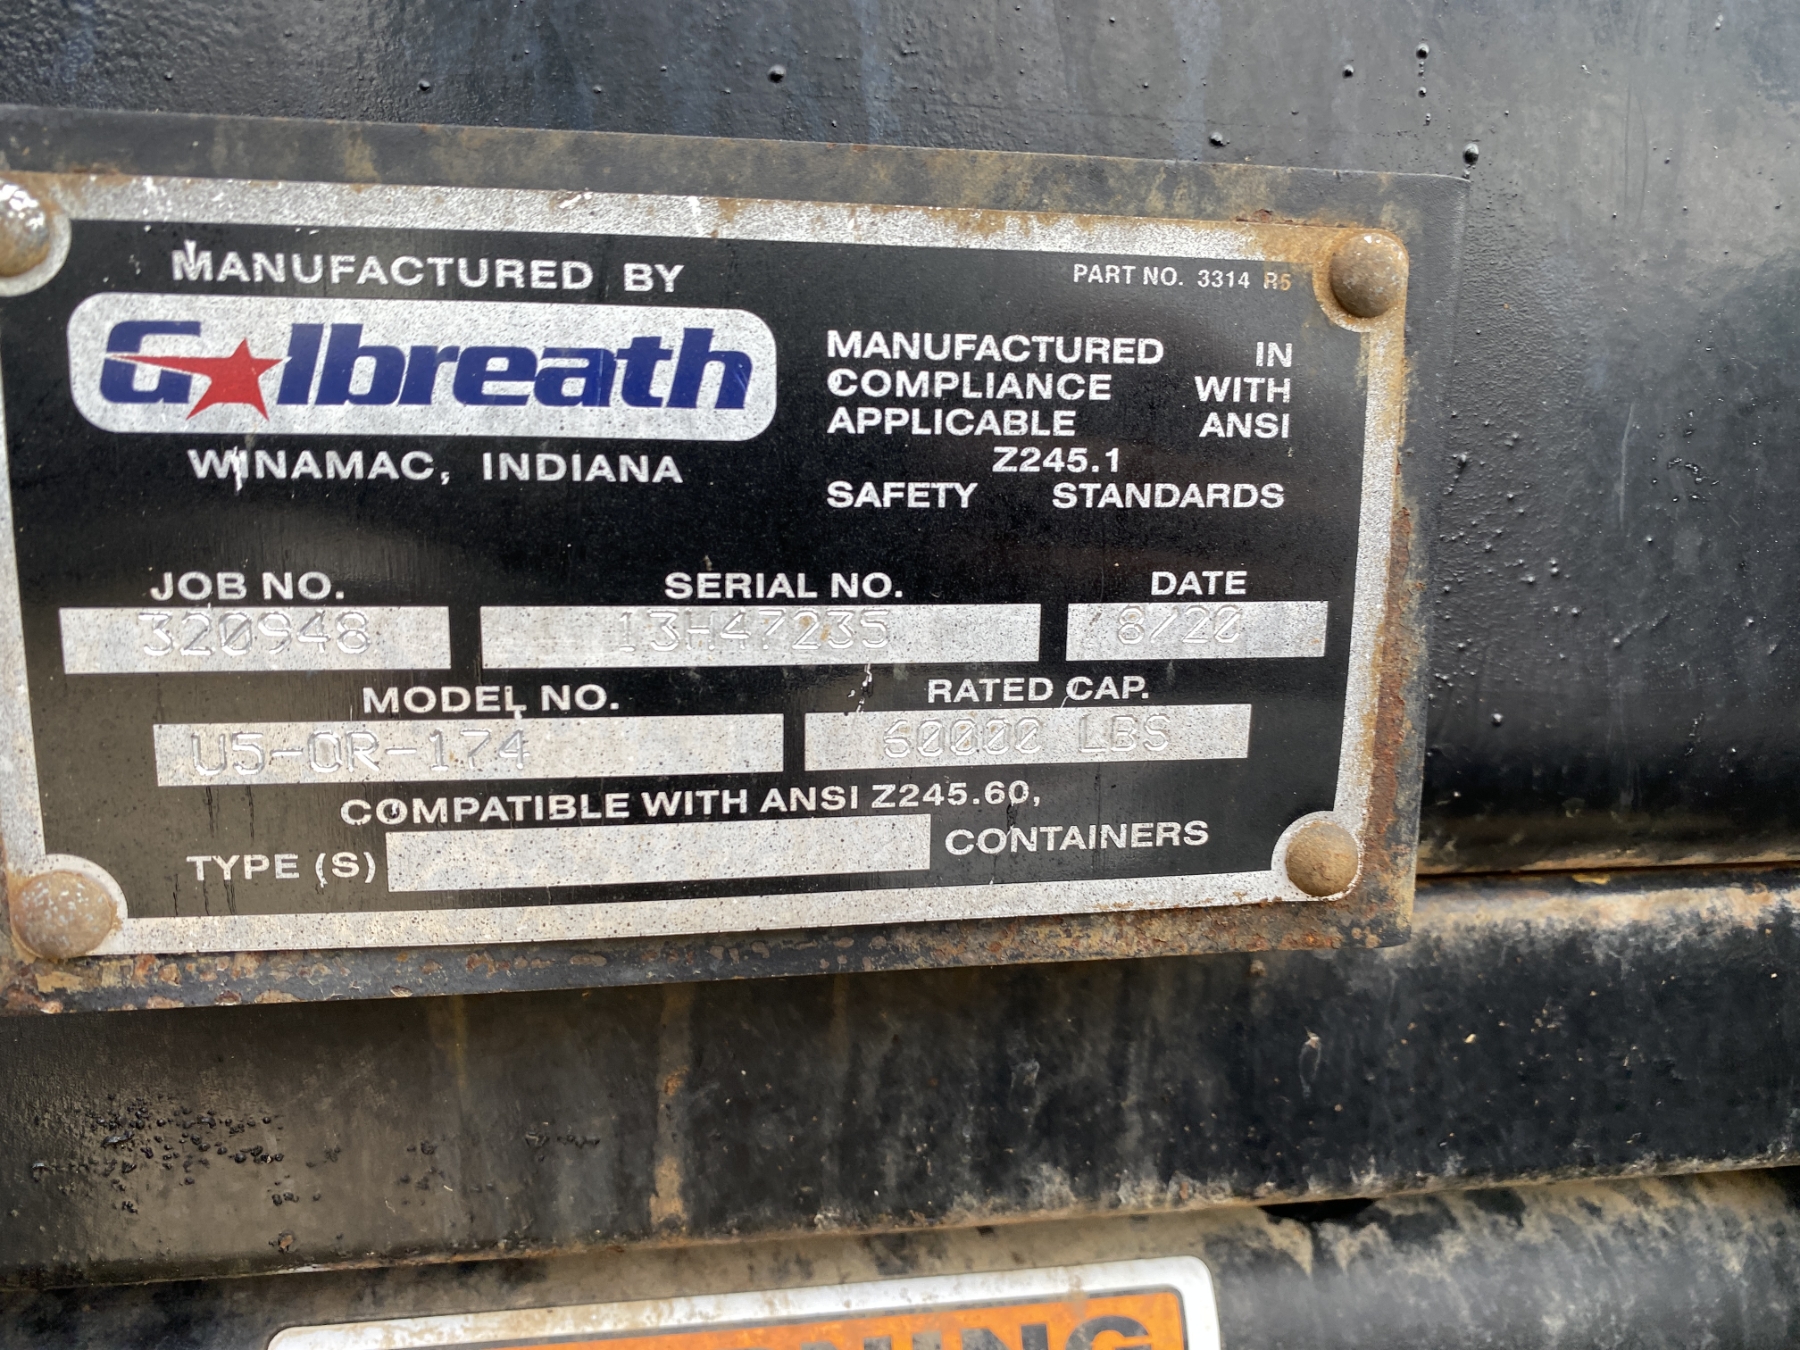 MANUFACTURED BY
Galbreath
WINAMAC, INDIANA
PART NO. 3314 R5
MANUFACTURED IN
COMPLIANCE WITH
APPLICABLE ANSI
Z245.1
SAFETY STANDARDS
JOB NO. SERIAL NO. DATE
320948 13H47235 8/20
MODEL NO. RATED CAP.
U5-OR-174 60000 LBS
COMPATIBLE WITH ANSI Z245.60,
TYPE (S) CONTAINERS